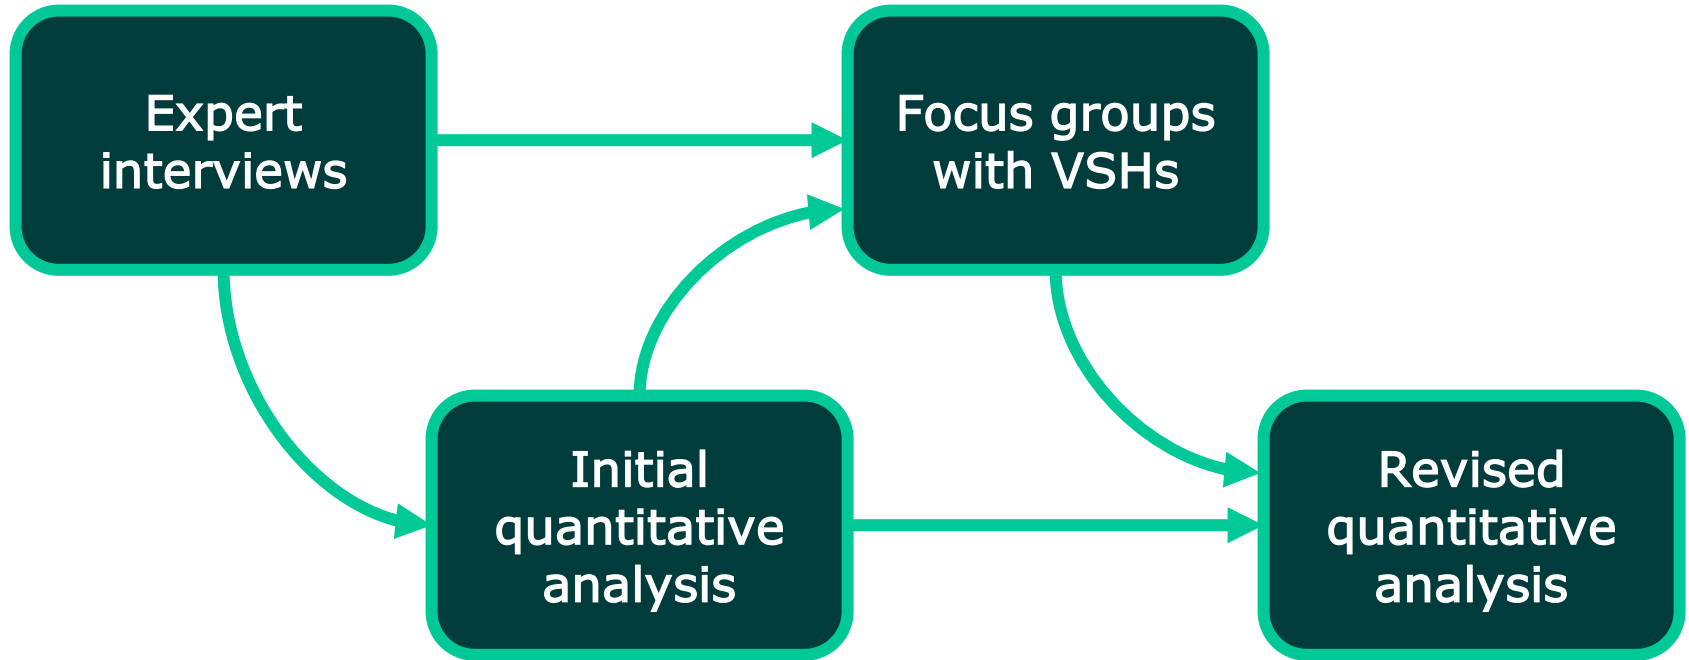 Expert
interviews
Focus groups
with VSHs
Initial
quantitative
analysis
Revised
quantitative
analysis